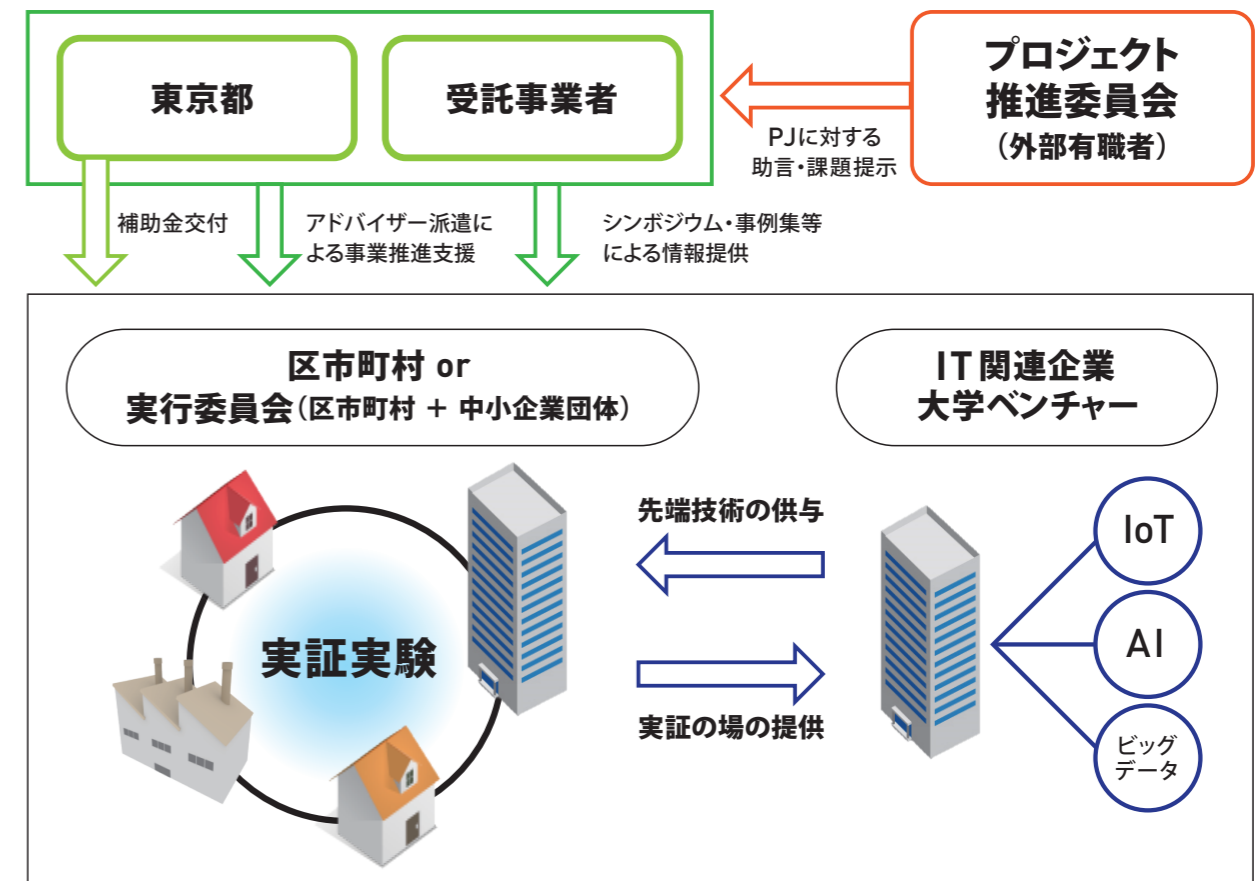 東京都
受託事業者
プロジェクト
推進委員会
（外部有職者）
PJに対する
助言・課題提示
補助金交付
アドバイザー派遣に
よる事業推進支援
シンボジウム・事例集等
による情報提供
区市町村 or
実行委員会（区市町村 ＋ 中小企業団体）
IT関連企業
大学ベンチャー
先端技術の供与
実証実験
実証の場の提供
IoT
AI
ビッグ
データ